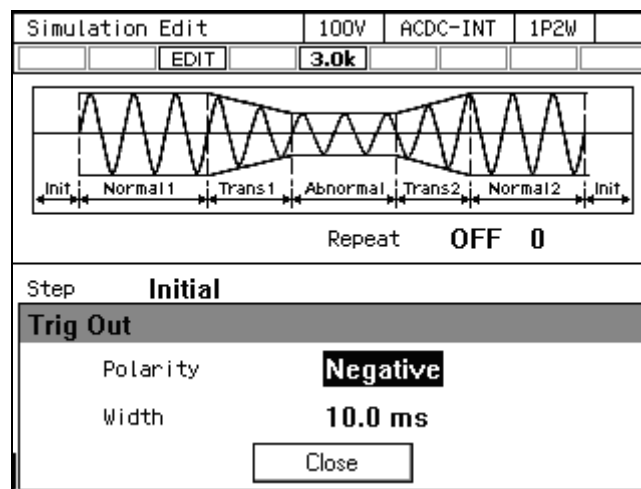 Simulation Edit 100V ACDC-INT 1P2W
EDIT 3.0k
Init Normal1 Trans1 Abnormal Trans2 Normal2 Init
Repeat OFF 0
Step Initial
Trig Out
Polarity Negative
Width 10.0 ms
Close